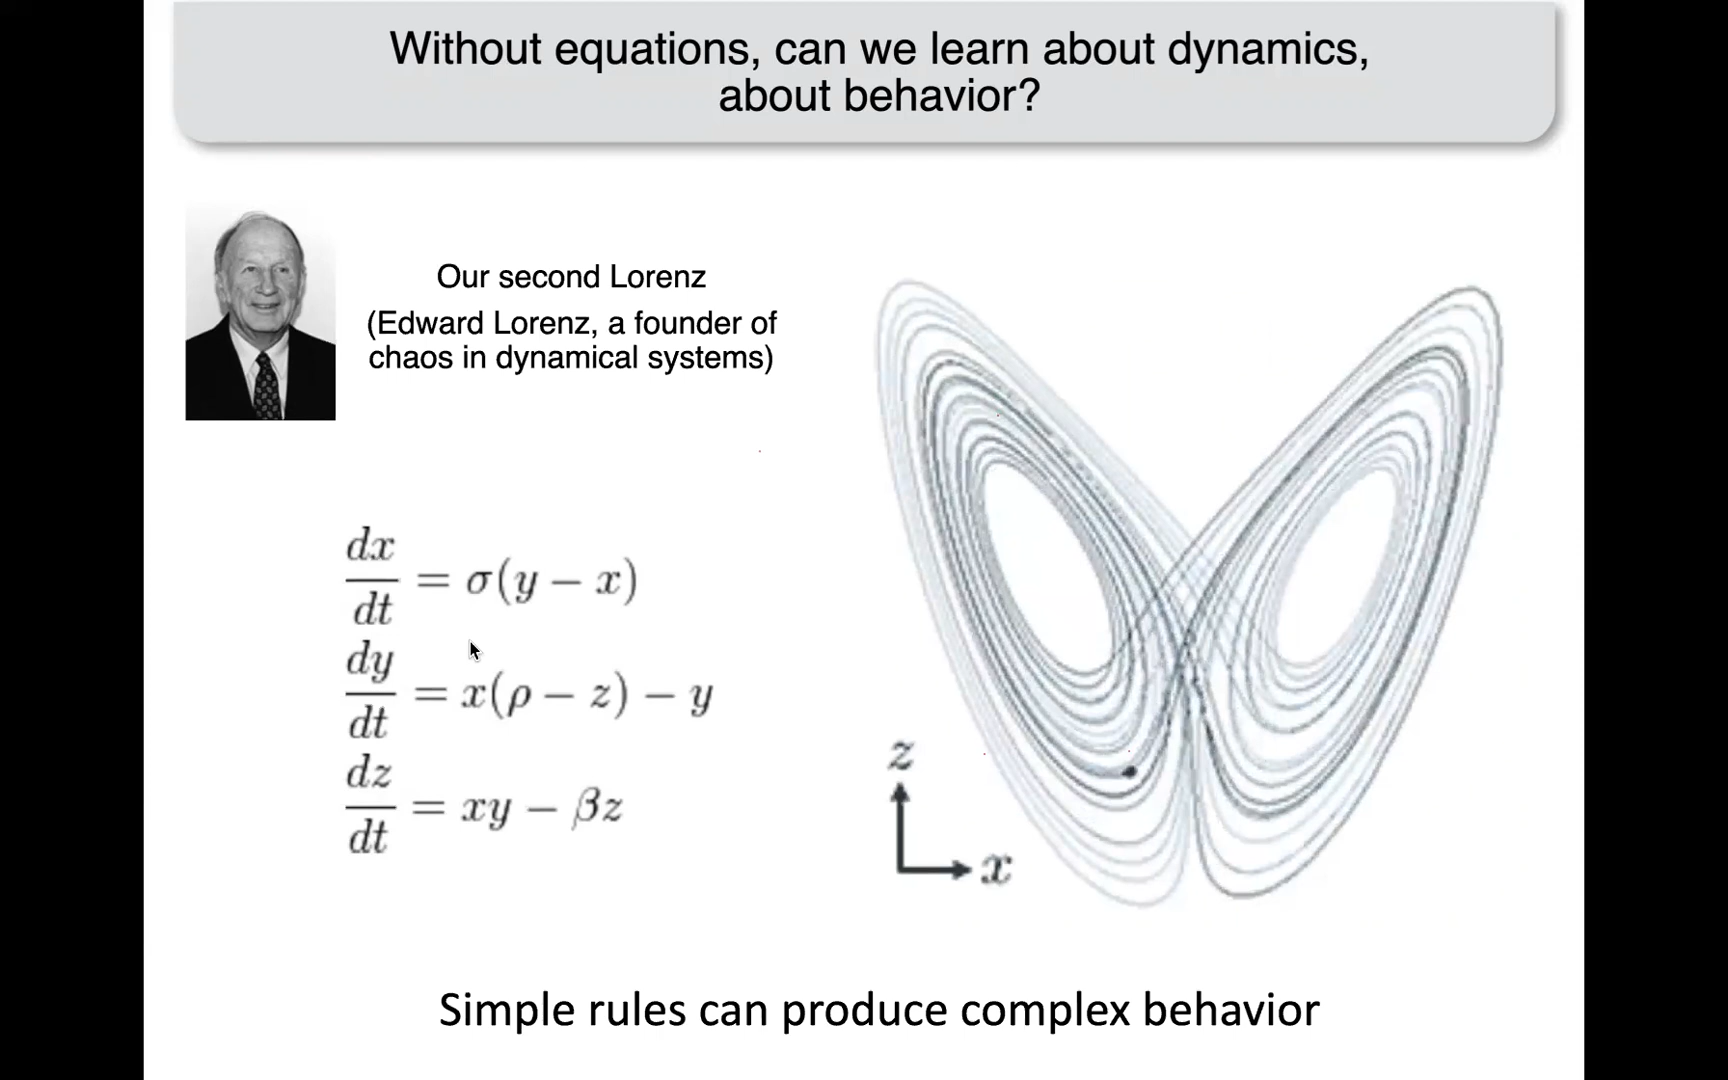 Without equations, can we learn about dynamics,
about behavior?
Our second Lorenz
(Edward Lorenz, a founder of
chaos in dynamical systems)
dx/dt = σ(y − x)
dy/dt = x(ρ − z) − y
dz/dt = xy − βz
z
x
Simple rules can produce complex behavior